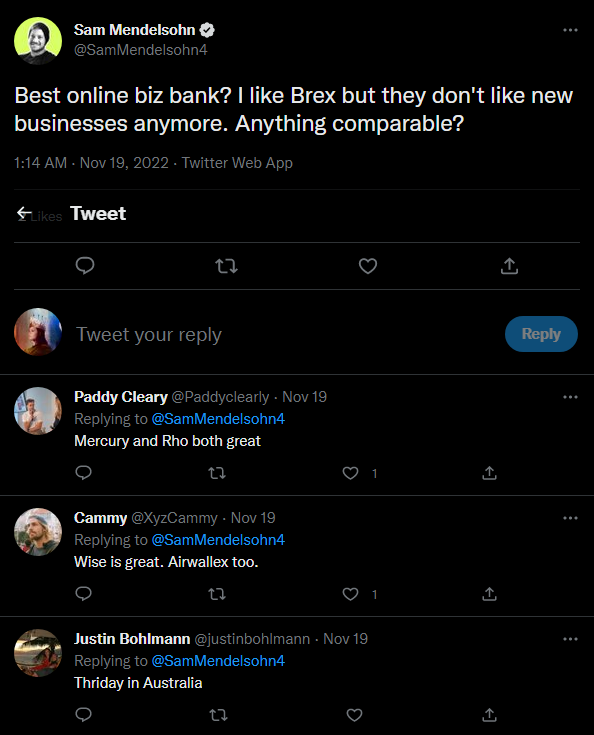 Sam Mendelsohn
@SamMendelsohn4
Best online biz bank? I like Brex but they don't like new
businesses anymore. Anything comparable?
1:14 AM · Nov 19, 2022 · Twitter Web App
Likes Tweet
Tweet your reply
Reply
Paddy Cleary @Paddyclearly · Nov 19
Replying to @SamMendelsohn4
Mercury and Rho both great
1
Cammy @XyzCammy · Nov 19
Replying to @SamMendelsohn4
Wise is great. Airwallex too.
1
Justin Bohlmann @justinbohlmann · Nov 19
Replying to @SamMendelsohn4
Thriday in Australia